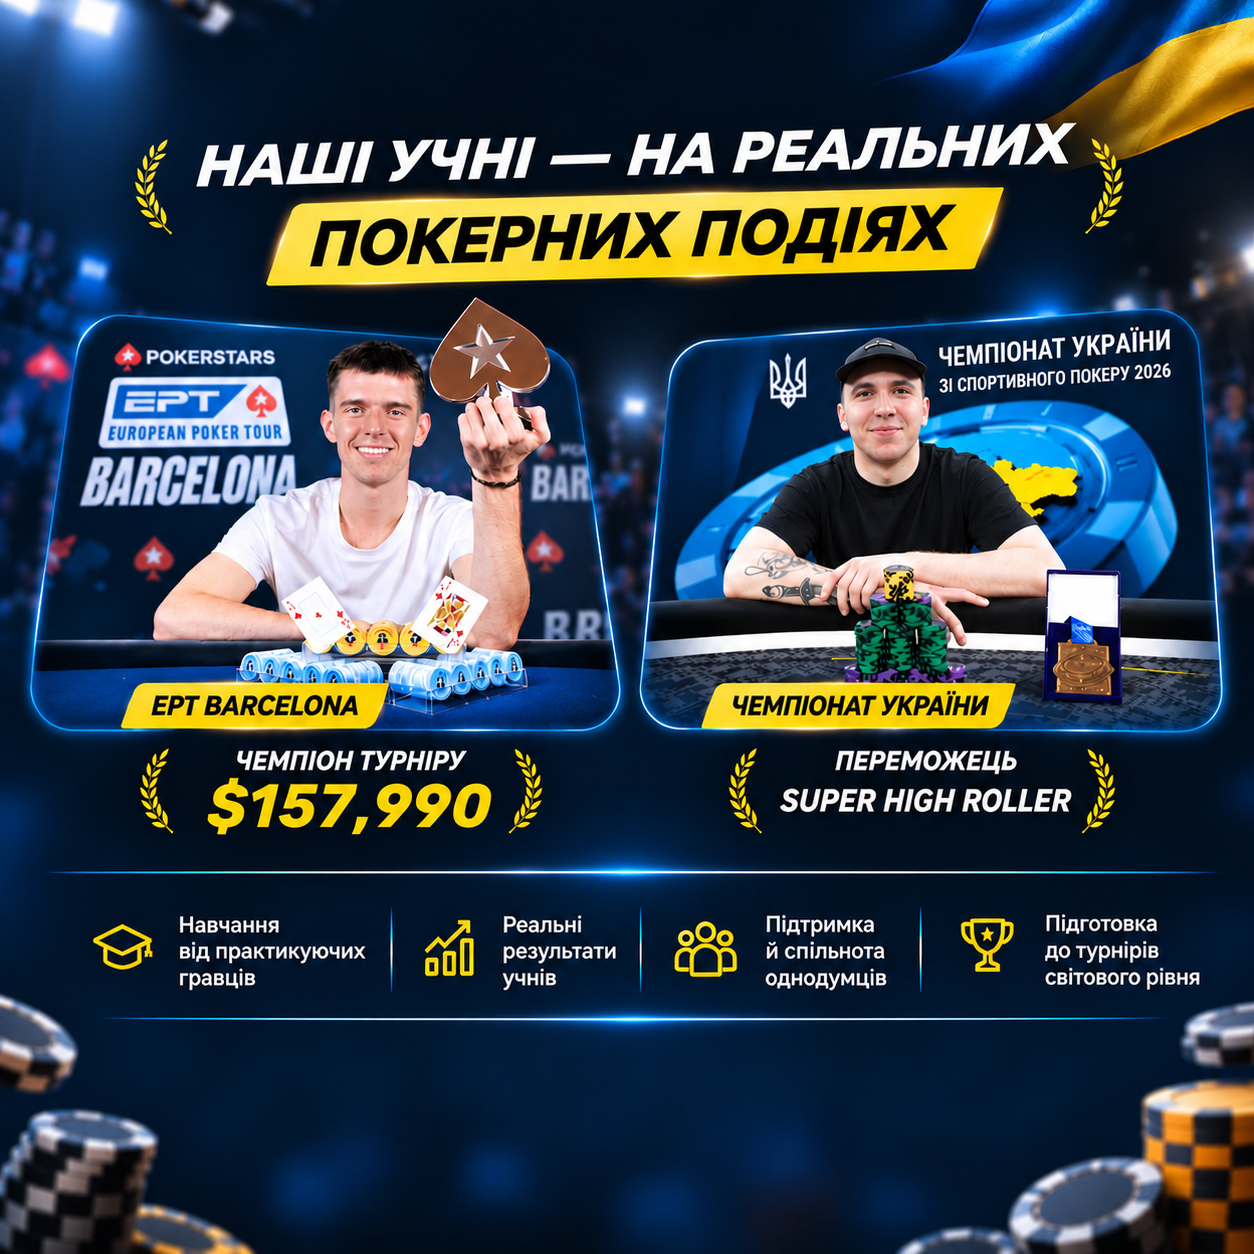 НАШІ УЧНІ — НА РЕАЛЬНИХ
ПОКЕРНИХ ПОДІЯХ
POKERSTARS
EPT
EUROPEAN POKER TOUR
BARCELONA
BAR
EPT BARCELONA
ЧЕМПІОН ТУРНІРУ
$157,990
ЧЕМПІОНАТ УКРАЇНИ
ЗІ СПОРТИВНОГО ПОКЕРУ 2026
ЧЕМПІОНАТ УКРАЇНИ
ПЕРЕМОЖЕЦЬ
SUPER HIGH ROLLER
Навчання
від практикуючих
гравців
Реальні
результати
учнів
Підтримка
й спільнота
однодумців
Підготовка
до турнірів
світового рівня